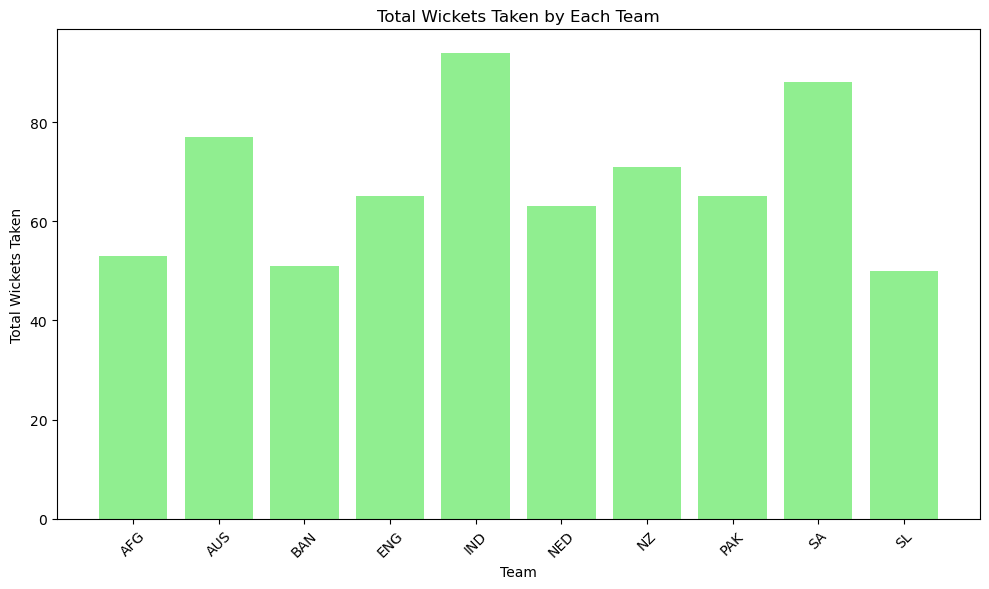 Total Wickets Taken by Each Team
Total Wickets Taken
80
60
40
20
0
AFG
AUS
BAN
ENG
IND
NED
NZ
PAK
SA
SL
Team